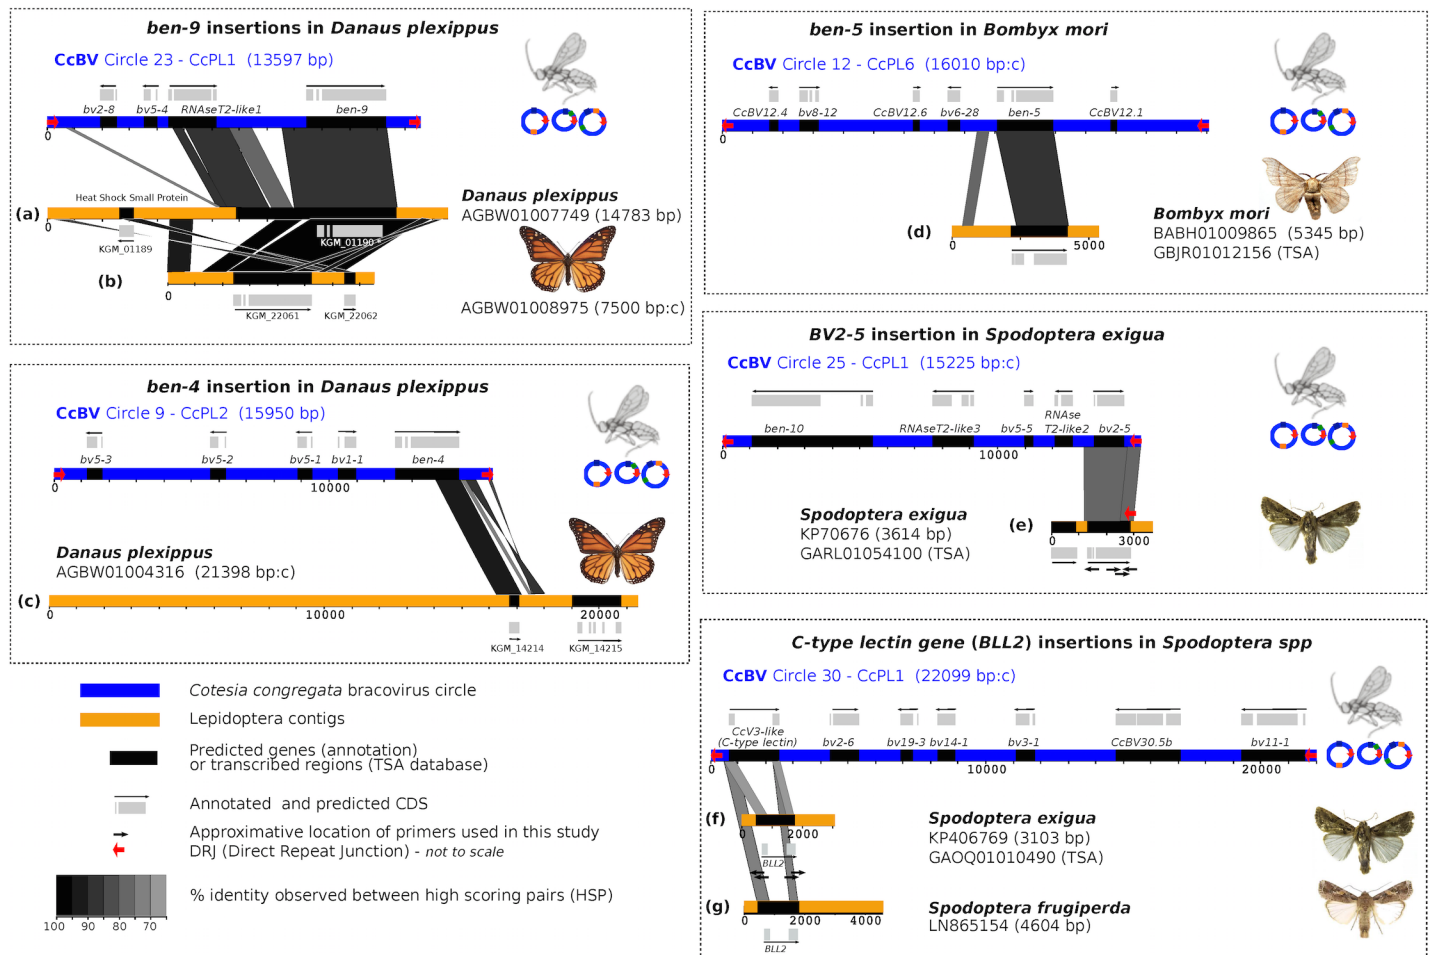 ben-9 insertions in Danaus plexippus
CcBV Circle 23 - CcPL1 (13597 bp)
bv2-8 bv5-4 RNAseT2-like1 ben-9
0
Heat Shock Small Protein
(a)
KGM_01189
KGM_01190 *
0
(b)
0
KGM_22061 KGM_22062
Danaus plexippus
AGBW01007749 (14783 bp)
AGBW01008975 (7500 bp:c)
ben-4 insertion in Danaus plexippus
CcBV Circle 9 - CcPL2 (15950 bp)
bv5-3 bv5-2 bv5-1 bv1-1 ben-4
0 10000
Danaus plexippus
AGBW01004316 (21398 bp:c)
(c)
0 10000 20000
KGM_14214 KGM_14215
Cotesia congregata bracovirus circle
Lepidoptera contigs
Predicted genes (annotation)
or transcribed regions (TSA database)
Annotated and predicted CDS
Approximative location of primers used in this study
DRJ (Direct Repeat Junction) - not to scale
% identity observed between high scoring pairs (HSP)
100 90 80 70
ben-5 insertion in Bombyx mori
CcBV Circle 12 - CcPL6 (16010 bp:c)
CcBV12.4 bv8-12 CcBV12.6 bv6-28 ben-5 CcBV12.1
0
(d)
0 5000
Bombyx mori
BABH01009865 (5345 bp)
GBJR01012156 (TSA)
BV2-5 insertion in Spodoptera exigua
CcBV Circle 25 - CcPL1 (15225 bp:c)
ben-10 RNAseT2-like3 bv5-5 RNAse
T2-like2 bv2-5
0 10000
Spodoptera exigua
KP70676 (3614 bp)
GARL01054100 (TSA)
(e)
0 3000
C-type lectin gene (BLL2) insertions in Spodoptera spp
CcBV Circle 30 - CcPL1 (22099 bp:c)
CcV3-like
(C-type lectin) bv2-6 bv19-3 bv14-1 bv3-1 CcBV30.5b bv11-1
0 10000 20000
(f)
0 2000
BLL2
Spodoptera exigua
KP406769 (3103 bp)
GAOQ01010490 (TSA)
(g)
0 2000 4000
BLL2
Spodoptera frugiperda
LN865154 (4604 bp)